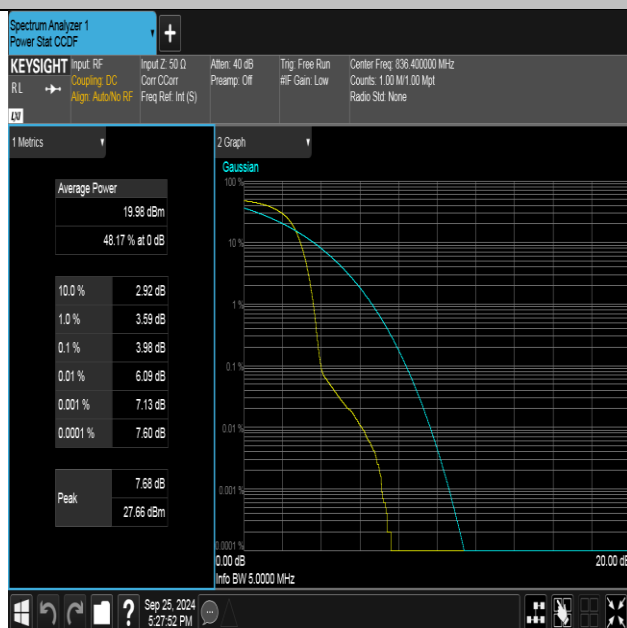 Spectrum Analyzer 1
Power Stat CCDF
+
KEYSIGHT
RL
LXI
Input: RF
Coupling: DC
Align: Auto/No RF
Input Z: 50 Ω
Corr CCorr
Freq Ref: Int (S)
Atten: 40 dB
Preamp: Off
Trig: Free Run
#IF Gain: Low
Center Freq: 836.400000 MHz
Counts: 1.00 M/1.00 Mpt
Radio Std: None
1 Metrics
Average Power
19.98 dBm
48.17 % at 0 dB
10.0 % 2.92 dB
1.0 % 3.59 dB
0.1 % 3.98 dB
0.01 % 6.09 dB
0.001 % 7.13 dB
0.0001 % 7.60 dB
Peak
7.68 dB
27.66 dBm
2 Graph
Gaussian
100 %
10 %
1 %
0.1 %
0.01 %
0.001 %
0.0001 %
0.00 dB
20.00 dB
Info BW 5.0000 MHz
?
Sep 25, 2024
5:27:52 PM